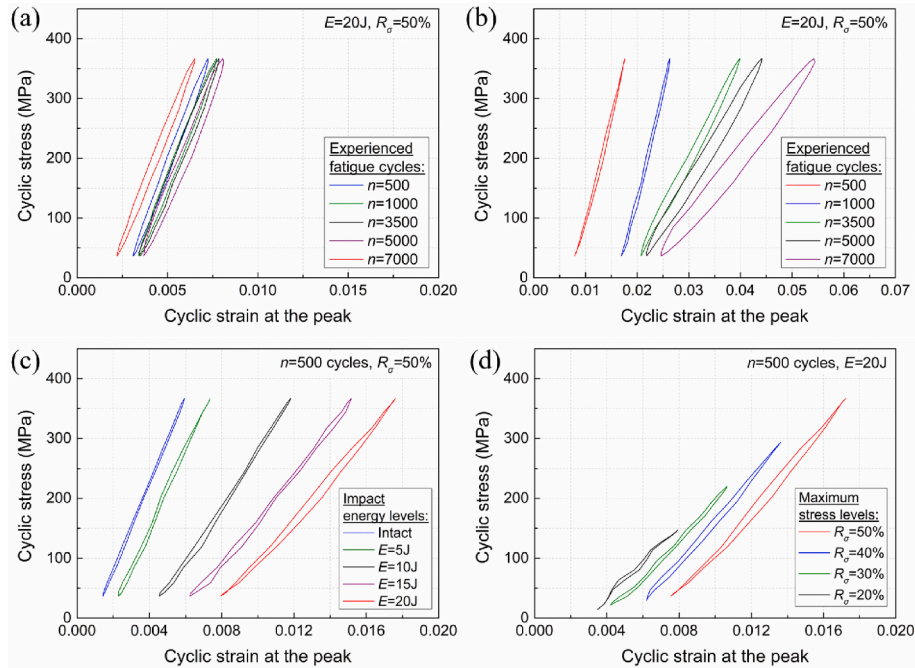 (a)
E=20J, Rσ=50%
400
300
200
100
0
0.000
0.005
0.010
0.015
0.020
Cyclic stress (MPa)
Cyclic strain at the peak
Experienced
fatigue cycles:
n=500
n=1000
n=3500
n=5000
n=7000
(b)
E=20J, Rσ=50%
400
300
200
100
0
0.00
0.01
0.02
0.03
0.04
0.05
0.06
0.07
Cyclic stress (MPa)
Cyclic strain at the peak
Experienced
fatigue cycles:
n=500
n=1000
n=3500
n=5000
n=7000
(c)
n=500 cycles, Rσ=50%
400
300
200
100
0
0.000
0.004
0.008
0.012
0.016
0.020
Cyclic stress (MPa)
Cyclic strain at the peak
Impact
energy levels:
Intact
E=5J
E=10J
E=15J
E=20J
(d)
n=500 cycles, E=20J
400
300
200
100
0
0.000
0.004
0.008
0.012
0.016
0.020
Cyclic stress (MPa)
Cyclic strain at the peak
Maximum
stress levels:
Rσ=50%
Rσ=40%
Rσ=30%
Rσ=20%